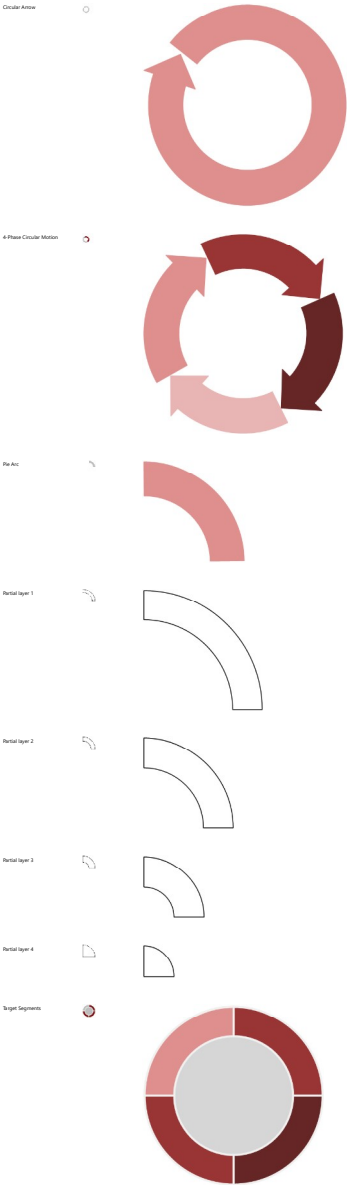 Circular Arrow
4-Phase Circular Motion
Pie Arc
Partial layer 1
Partial layer 2
Partial layer 3
Partial layer 4
Target Segments